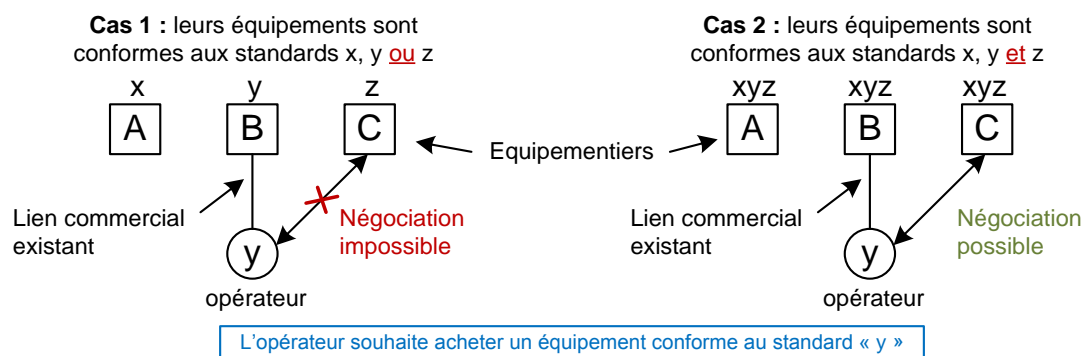 Cas 1 : leurs équipements sont
conformes aux standards x, y ou z
x y z
A B C
Lien commercial
existant
Négociation
impossible
y
opérateur
Equipementiers
Cas 2 : leurs équipements sont
conformes aux standards x, y et z
xyz xyz xyz
A B C
Lien commercial
existant
Négociation
possible
y
opérateur
L'opérateur souhaite acheter un équipement conforme au standard « y »